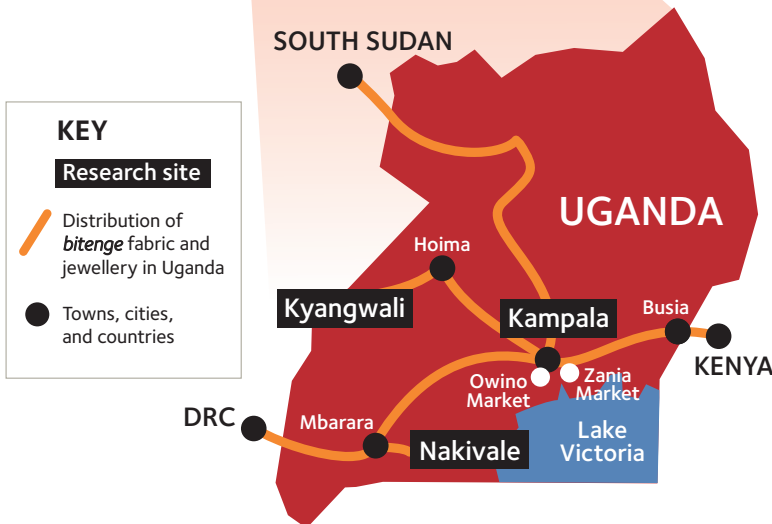 SOUTH SUDAN
KEY
Research site
Distribution of
bitenge fabric and
jewellery in Uganda
Towns, cities,
and countries
UGANDA
Hoima
Kyangwali
Kampala
Busia
KENYA
Owino
Market
Zania
Market
DRC
Mbarara
Nakivale
Lake
Victoria